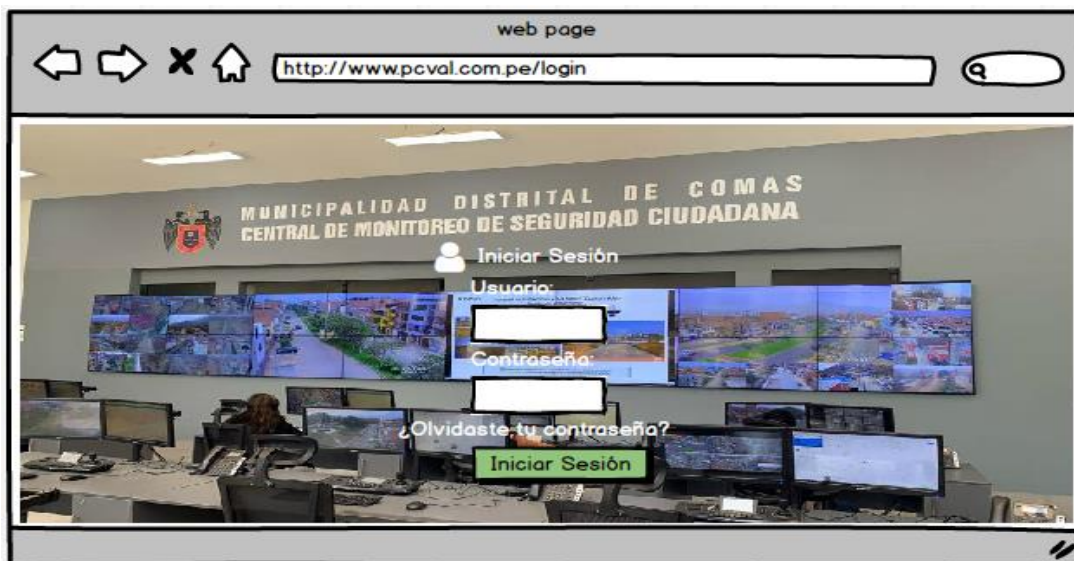 web page
http://www.pcval.com.pe/login
MUNICIPALIDAD DISTRITAL DE COMAS
CENTRAL DE MONITOREO DE SEGURIDAD CIUDADANA
Iniciar Sesión
Usuario:
Contraseña:
¿Olvidaste tu contraseña?
Iniciar Sesión